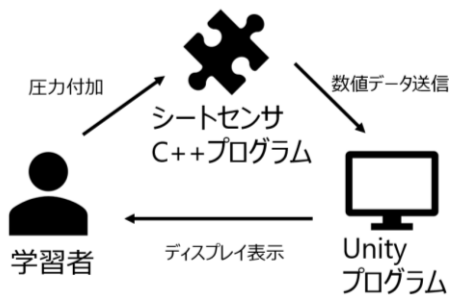 圧力付加
数値データ送信
シートセンサ
C++プログラム
学習者
ディスプレイ表示
Unity
プログラム